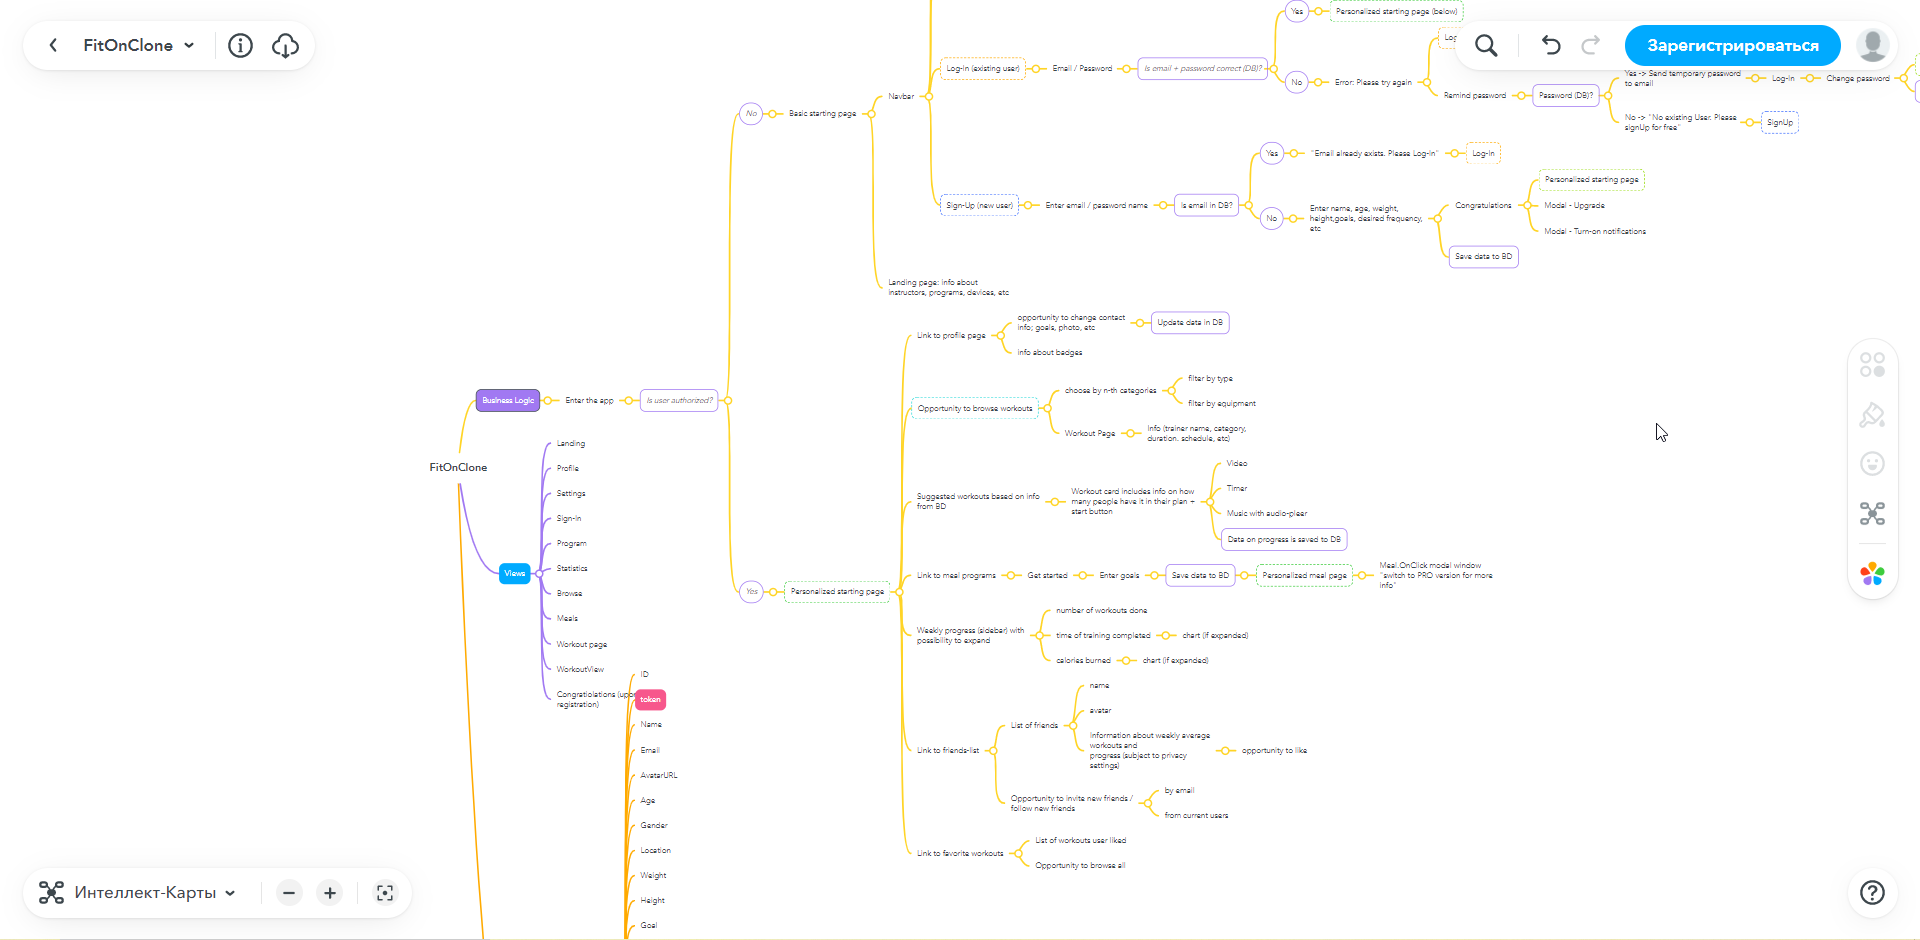 FitOnClone
Зарегистрироваться
Yes
Personalized starting page (below)
Log-In (existing user)
Email / Password
Is email + password correct (DB)?
No
Error: Please try again
Remind password
Password (DB)?
Yes -> Send temporary password
to email
Log-In
Change password
No -> "No existing User. Please
signUp for free"
SignUp
Navbar
No
Basic starting page
Yes
"Email already exists. Please Log-In"
Log-In
Sign-Up (new user)
Enter email / password name
Is email in DB?
No
Enter name, age, weight,
height,goals, desired frequency,
etc
Congratulations
Personalized starting page
Modal - Upgrade
Modal - Turn-on notifications
Save data to BD
Landing page: info about
instructors, programs, devices, etc
Link to profile page
opportunity to change contact
info; goals, photo, etc
Update data in DB
info about badges
Business Logic
Enter the app
Is user authorized?
Opportunity to browse workouts
choose by n-th categories
filter by type
filter by equipment
Workout Page
Info (trainer name, category,
duration. schedule, etc)
FitOnClone
Views
Landing
Profile
Settings
Sign-In
Program
Statistics
Browse
Meals
Workout page
WorkoutView
Congratiolations (upon
registration)
Suggested workouts based on info
from BD
Workout card includes info on how
many people have it in their plan +
start button
Video
Timer
Music with audio-pleer
Data on progress is saved to DB
Yes
Personalized starting page
Link to meal programs
Get started
Enter goals
Save data to BD
Personalized meal page
Meal.OnClick modal window
"switch to PRO version for more
info"
Weekly progress (sidebar) with
possibility to expand
number of workouts done
time of training completed
chart (if expanded)
calories burned
chart (if expanded)
Link to friends-list
List of friends
name
avatar
Information about weekly average
workouts and
progress (subject to privacy
settings)
opportunity to like
Opportunity to invite new friends /
follow new friends
by email
from current users
Link to favorite workouts
List of workouts user liked
Opportunity to browse all
ID
token
Name
Email
AvatarURL
Age
Gender
Location
Weight
Height
Goal
Интеллект-Карты